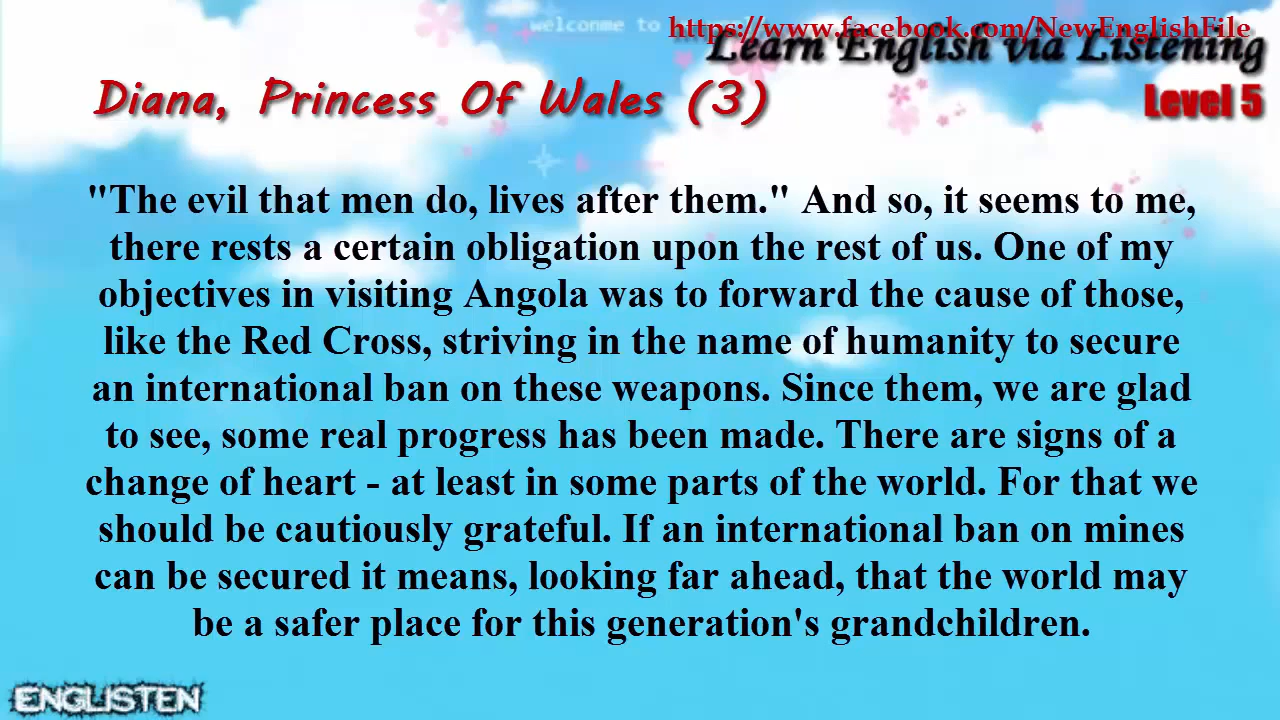 welconme to
https://www.facebook.com/NewEnglishFile
Learn English via Listening
Diana, Princess Of Wales (3)
Level 5
"The evil that men do, lives after them." And so, it seems to me,
there rests a certain obligation upon the rest of us. One of my
objectives in visiting Angola was to forward the cause of those,
like the Red Cross, striving in the name of humanity to secure
an international ban on these weapons. Since them, we are glad
to see, some real progress has been made. There are signs of a
change of heart - at least in some parts of the world. For that we
should be cautiously grateful. If an international ban on mines
can be secured it means, looking far ahead, that the world may
be a safer place for this generation's grandchildren.
ENGLISTEN